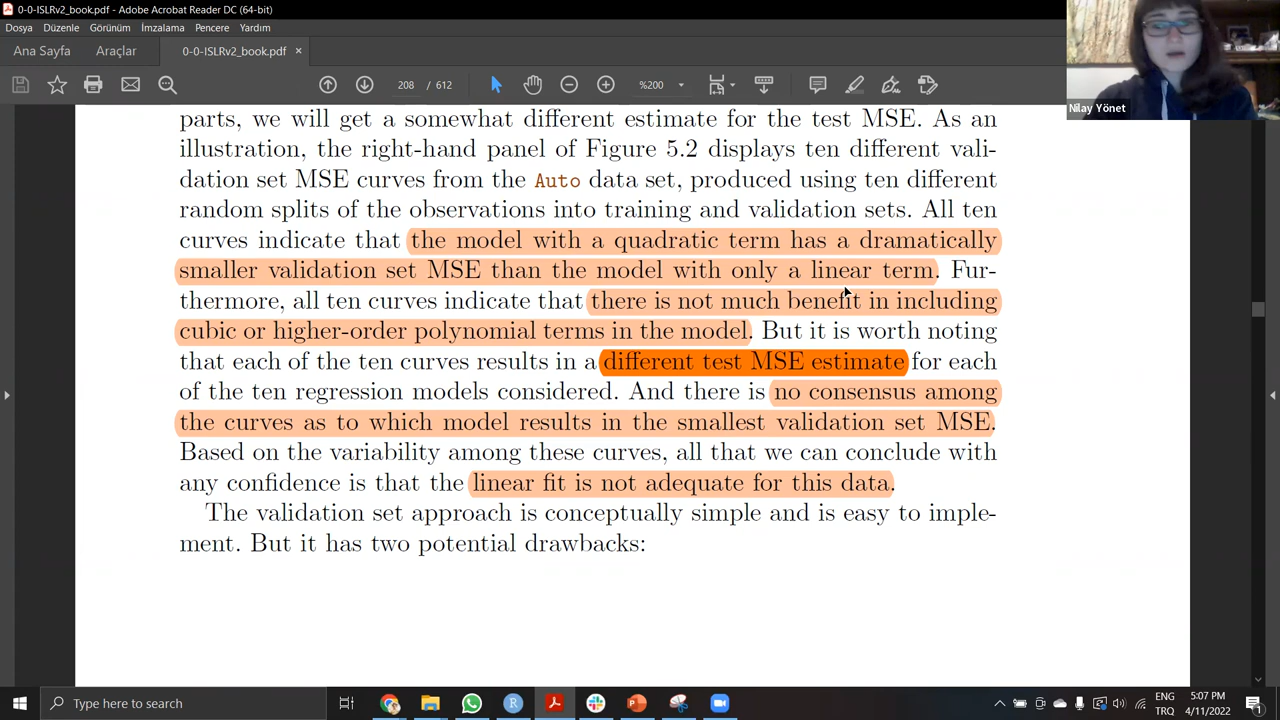 0-0-ISLRv2_book.pdf - Adobe Acrobat Reader DC (64-bit)
Dosya Düzenle Görünüm İmzalama Pencere Yardım
Ana Sayfa Araçlar 0-0-ISLRv2_book.pdf ×
208 / 612 %200
Nilay Yönet
parts, we will get a somewhat different estimate for the test MSE. As an
illustration, the right-hand panel of Figure 5.2 displays ten different vali-
dation set MSE curves from the Auto data set, produced using ten different
random splits of the observations into training and validation sets. All ten
curves indicate that the model with a quadratic term has a dramatically
smaller validation set MSE than the model with only a linear term. Fur-
thermore, all ten curves indicate that there is not much benefit in including
cubic or higher-order polynomial terms in the model. But it is worth noting
that each of the ten curves results in a different test MSE estimate for each
of the ten regression models considered. And there is no consensus among
the curves as to which model results in the smallest validation set MSE.
Based on the variability among these curves, all that we can conclude with
any confidence is that the linear fit is not adequate for this data.
The validation set approach is conceptually simple and is easy to imple-
ment. But it has two potential drawbacks:
Type here to search
ENG 5:07 PM
TRQ 4/11/2022